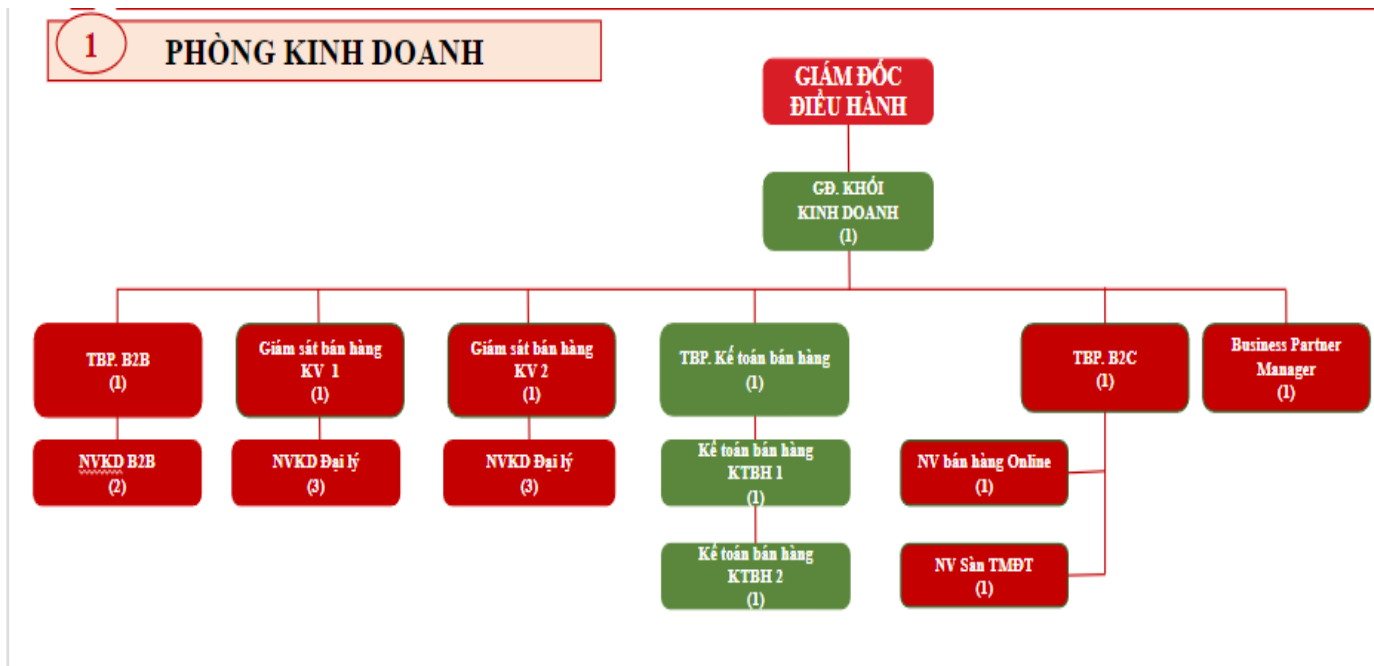 1
PHÒNG KINH DOANH
GIÁM ĐỐC
ĐIỀU HÀNH
GĐ. KHỐI
KINH DOANH
(1)
TBP. B2B
(1)
Giám sát bán hàng
KV 1
(1)
Giám sát bán hàng
KV 2
(1)
TBP. Kế toán bán hàng
(1)
TBP. B2C
(1)
Business Partner
Manager
(1)
NVKD B2B
(2)
NVKD Đại lý
(3)
NVKD Đại lý
(3)
Kế toán bán hàng
KTBH 1
(1)
NV bán hàng Online
(1)
Kế toán bán hàng
KTBH 2
(1)
NV Sàn TMĐT
(1)